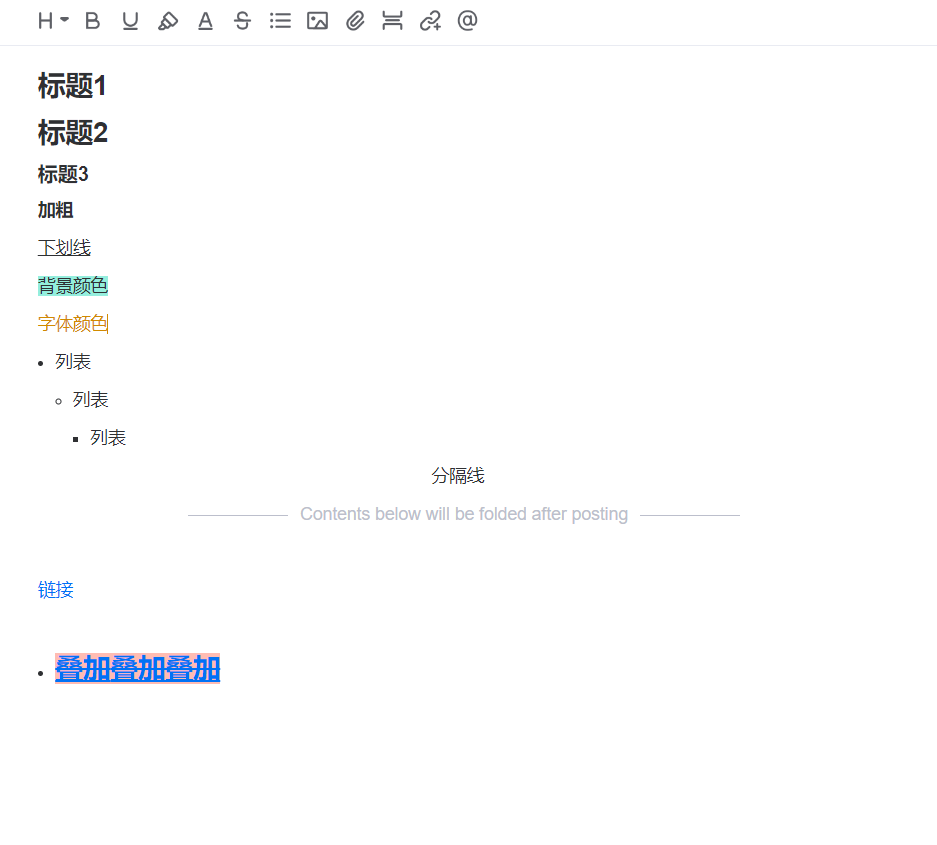 H B U A S @
标题1
标题2
标题3
加粗
下划线
背景颜色
字体颜色
列表
列表
列表
分隔线
Contents below will be folded after posting
链接
叠加叠加叠加